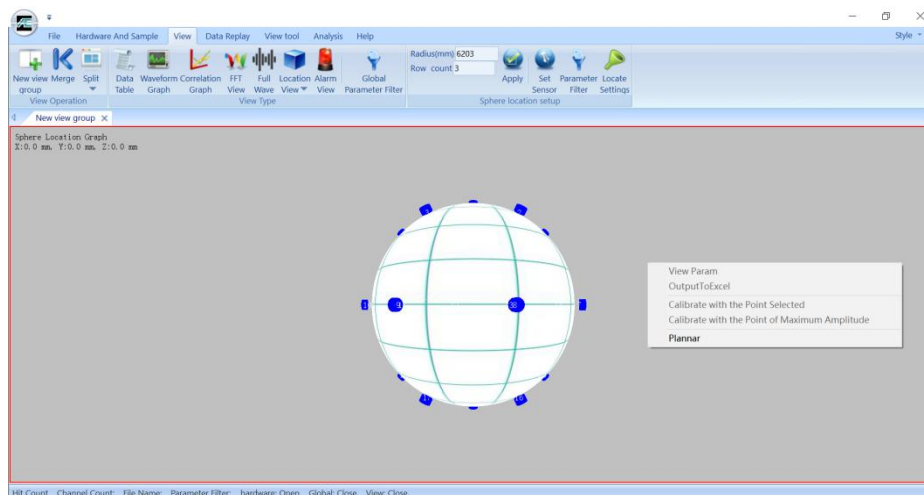 File Hardware And Sample View Data Replay View tool Analysis Help Style
Radius(mm) 6203
Row count 3
New view Merge Split Data Waveform Correlation FFT Full Location Alarm Global Apply Set Parameter Locate
group Table Graph Graph View Wave View View Parameter Filter Sensor Filter Settings
View Operation View Type Sphere location setup
New view group X
Sphere Location Graph
X:0.0 mm, Y:0.0 mm, Z:0.0 mm
View Param
OutputToExcel
Calibrate with the Point Selected
Calibrate with the Point of Maximum Amplitude
Plannar
Hit Count Channel Count: File Name: Parameter Filter: hardware: Open Global: Close View: Close